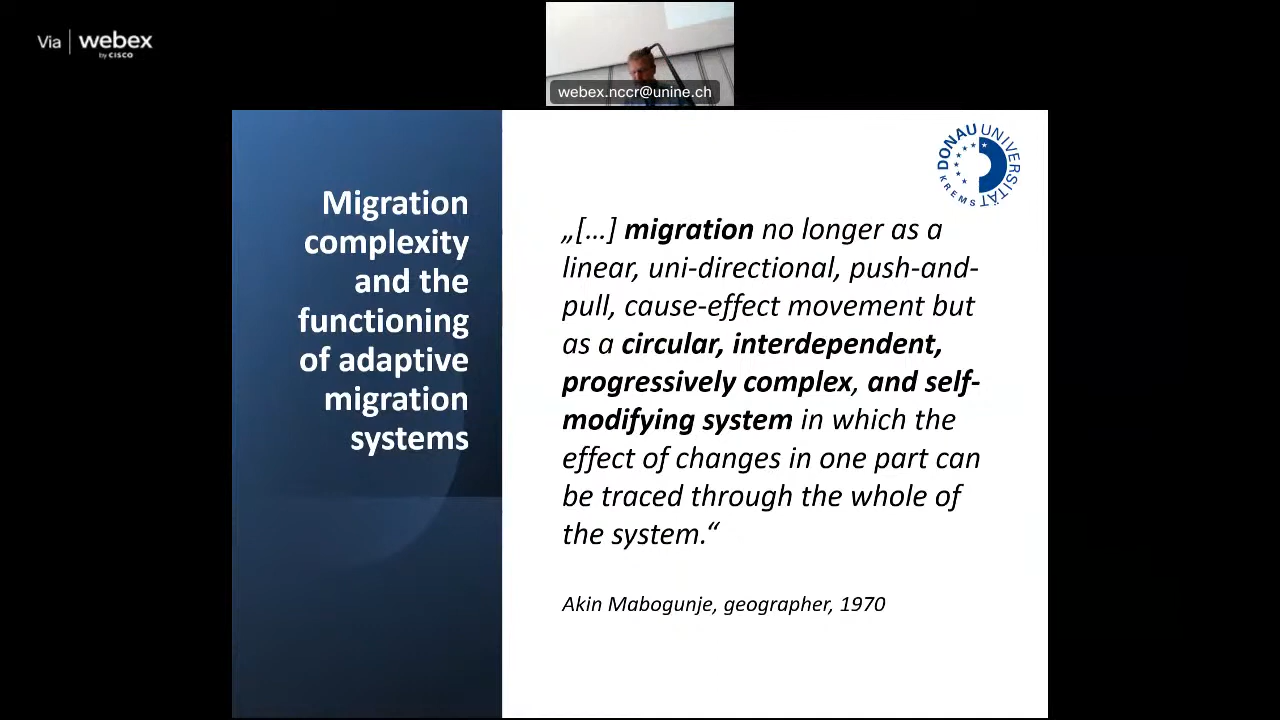 Via webex
by CISCO
webex.nccr@unine.ch
DONAU UNIVERSITÄT
KREMS
Migration
complexity
and the
functioning
of adaptive
migration
systems
„[...] migration no longer as a
linear, uni-directional, push-and-
pull, cause-effect movement but
as a circular, interdependent,
progressively complex, and self-
modifying system in which the
effect of changes in one part can
be traced through the whole of
the system.“
Akin Mabogunje, geographer, 1970